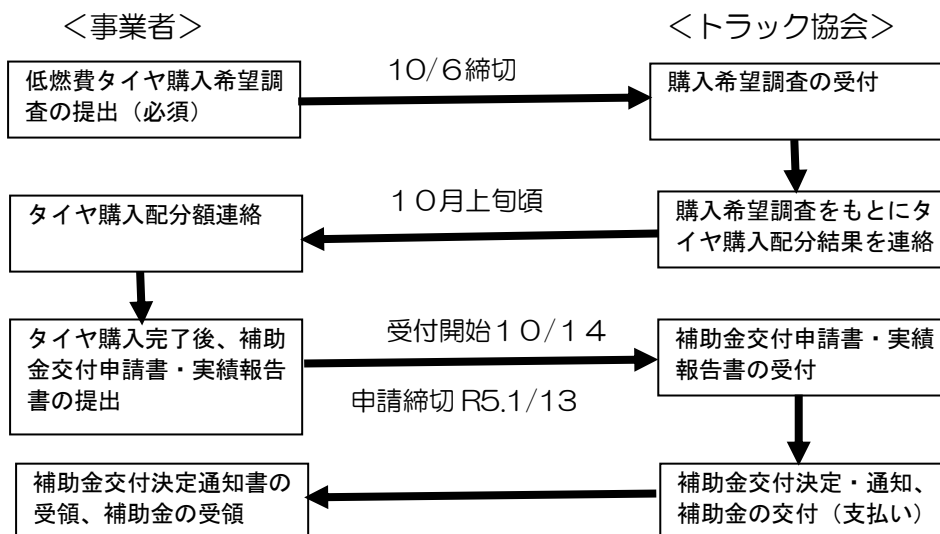 ＜事業者＞
＜トラック協会＞
低燃費タイヤ購入希望調
査の提出（必須）
10/6締切
購入希望調査の受付
タイヤ購入配分額連絡
１０月上旬頃
購入希望調査をもとにタ
イヤ購入配分結果を連絡
タイヤ購入完了後、補助
金交付申請書・実績報告
書の提出
受付開始１０/１４
申請締切 R5.1/13
補助金交付申請書・実績
報告書の受付
補助金交付決定通知書の
受領、補助金の受領
補助金交付決定・通知、
補助金の交付（支払い）